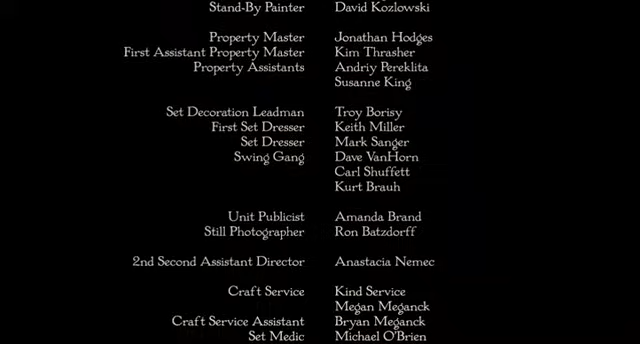 Stand-By Painter David Kozlowski
Property Master Jonathan Hodges
First Assistant Property Master Kim Thrasher
Property Assistants Andriy Pereklita
Susanne King
Set Decoration Leadman Troy Borisy
First Set Dresser Keith Miller
Set Dresser Mark Sanger
Swing Gang Dave VanHorn
Carl Shuffett
Kurt Brauh
Unit Publicist Amanda Brand
Still Photographer Ron Batzdorff
2nd Second Assistant Director Anastacia Nemec
Craft Service Kind Service
Megan Meganck
Craft Service Assistant Bryan Meganck
Set Medic Michael O'Brien